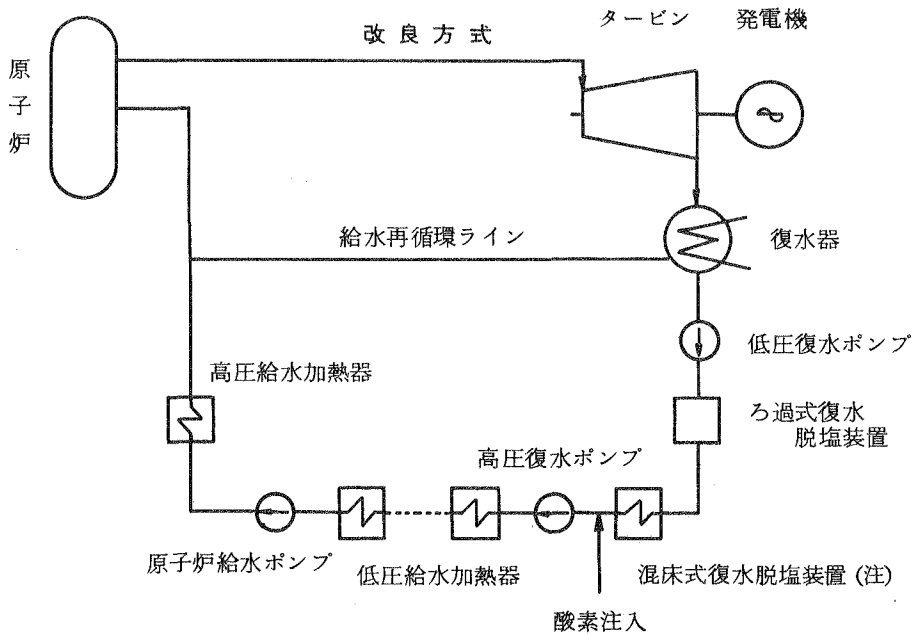 改良方式
タービン
発電機
原子炉
給水再循環ライン
復水器
低圧復水ポンプ
高圧給水加熱器
ろ過式復水
脱塩装置
高圧復水ポンプ
原子炉給水ポンプ
低圧給水加熱器
混床式復水脱塩装置(注)
酸素注入